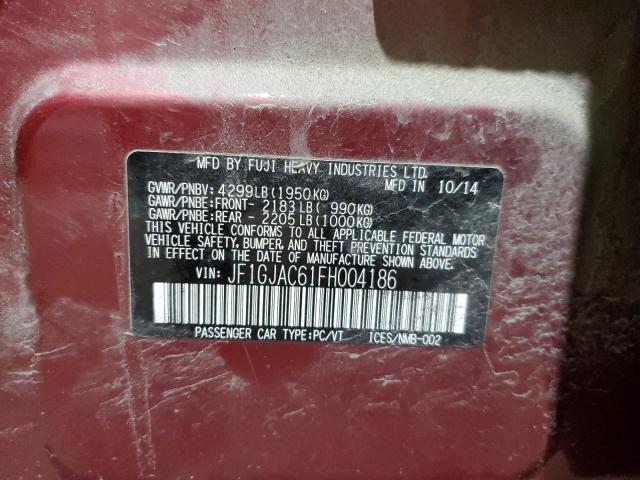 MFD BY FUJI HEAVY INDUSTRIES LTD.
GVWR/PNBV: 4299LB(1950KG) MFD IN 10/14
GAWR/PNBE:FRONT- 2183LB( 990KG)
GAWR/PNBE:REAR - 2205LB(1000KG)
THIS VEHICLE CONFORMS TO ALL APPLICABLE FEDERAL MOTOR
VEHICLE SAFETY, BUMPER, AND THEFT PREVENTION STANDARDS
IN EFFECT ON THE DATE OF MANUFACTURE SHOWN ABOVE.
VIN: JF1GJAC61FH004186
PASSENGER CAR TYPE:PC/VT ICES/NMB-002